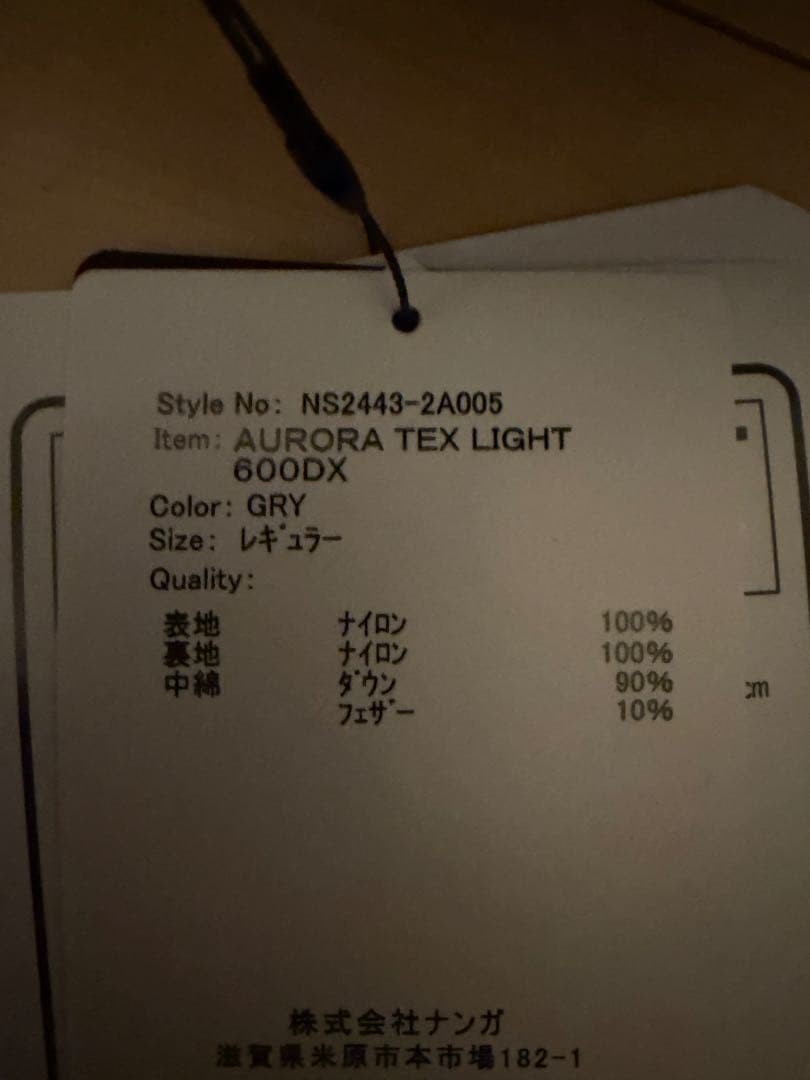 Style No: NS2443-2A005
Item: AURORA TEX LIGHT
600DX
Color: GRY
Size: レギュラー
Quality:
表地 ナイロン 100%
裏地 ナイロン 100%
中綿 ダウン 90%
フェザー 10%
cm
株式会社ナンガ
滋賀県米原市本市場182-1